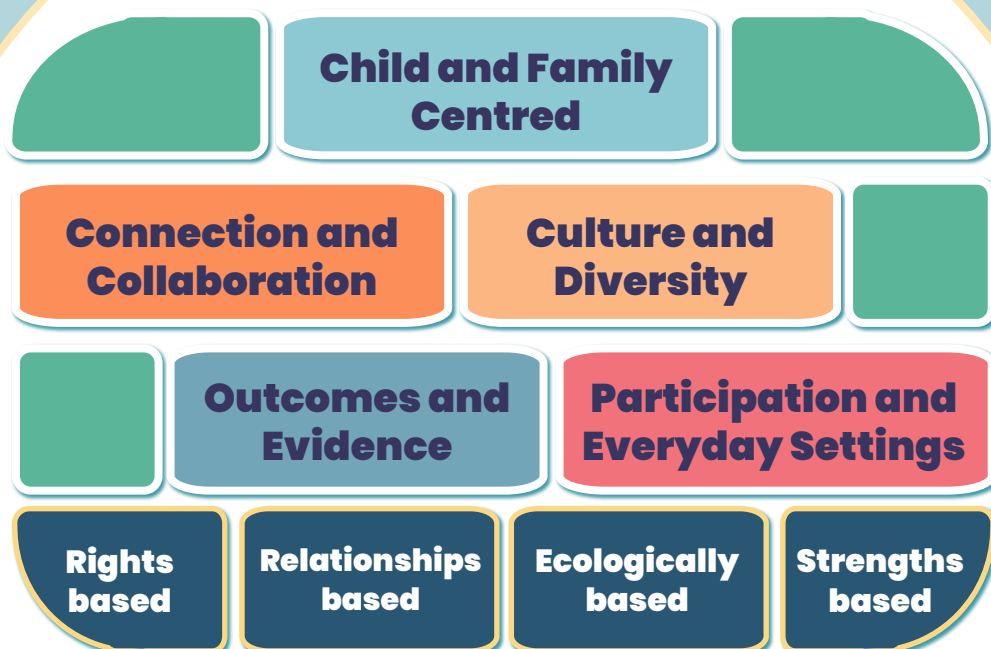 Child and Family
Centred
Connection and
Collaboration
Culture and
Diversity
Outcomes and
Evidence
Participation and
Everyday Settings
Rights
based
Relationships
based
Ecologically
based
Strengths
based